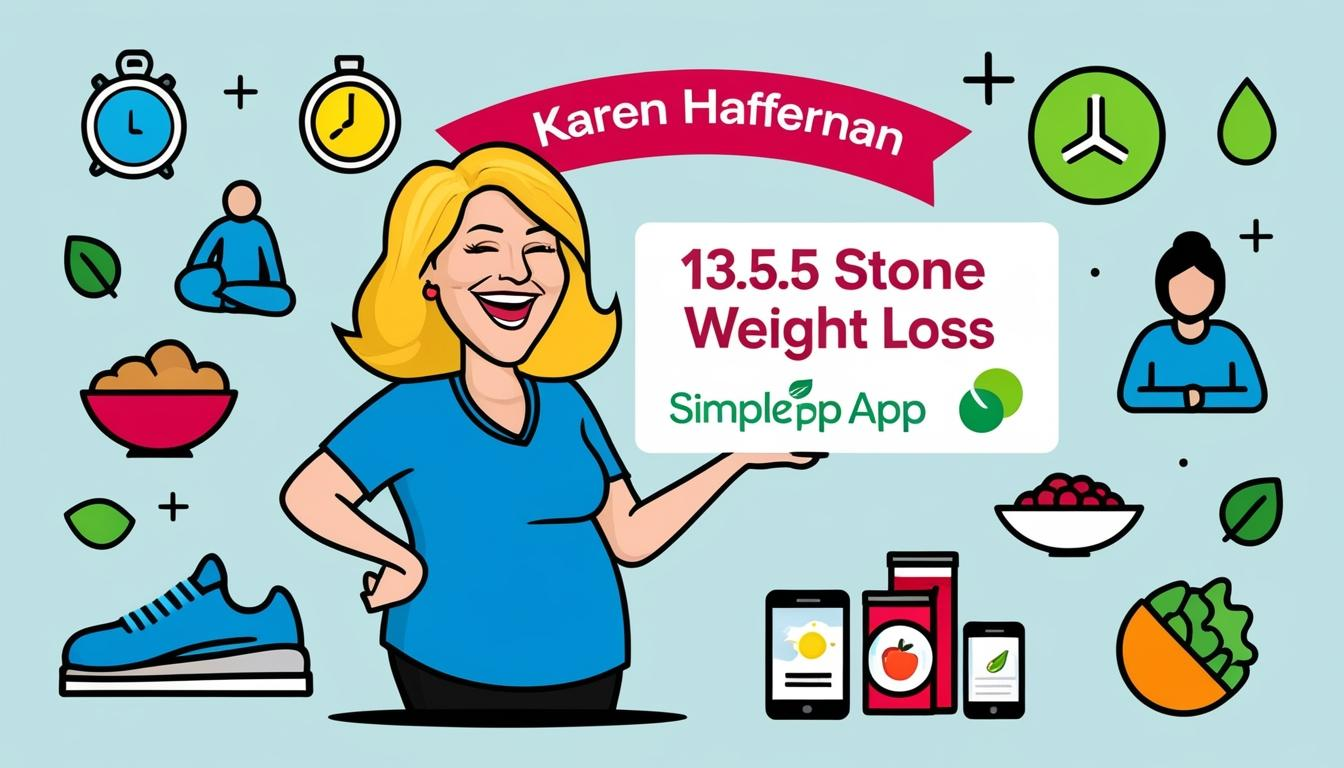 Karen Haffernan
13.5.5 Stone
Weight Loss
Simplepp App